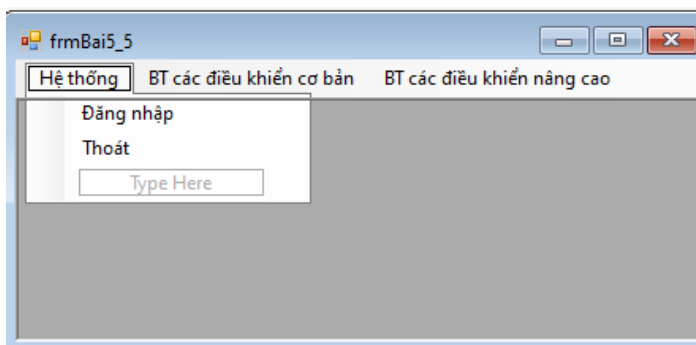 frmBai5_5
Hệ thống BT các điều khiển cơ bản BT các điều khiển nâng cao
Đăng nhập
Thoát
Type Here